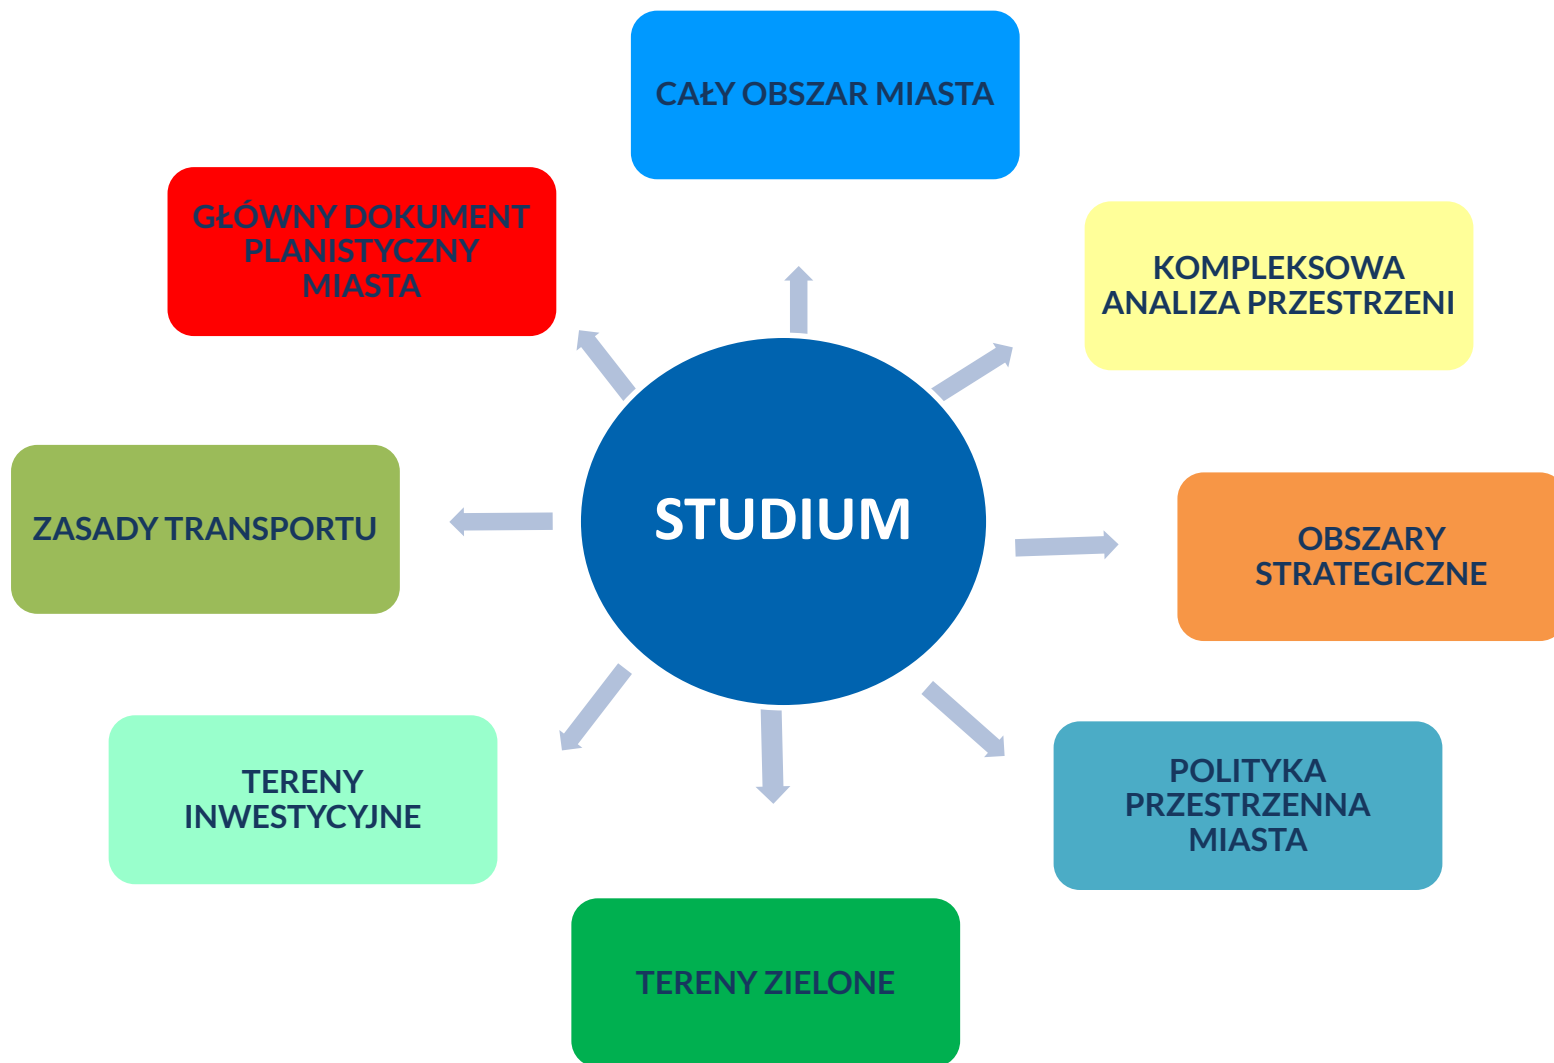 CAŁY OBSZAR MIASTA
GŁÓWNY DOKUMENT
PLANISTYCZNY
MIASTA
KOMPLEKSOWA
ANALIZA PRZESTRZENI
ZASADY TRANSPORTU
STUDIUM
OBSZARY
STRATEGICZNE
TERENY
INWESTYCYJNE
POLITYKA
PRZESTRZENNA
MIASTA
TERENY ZIELONE